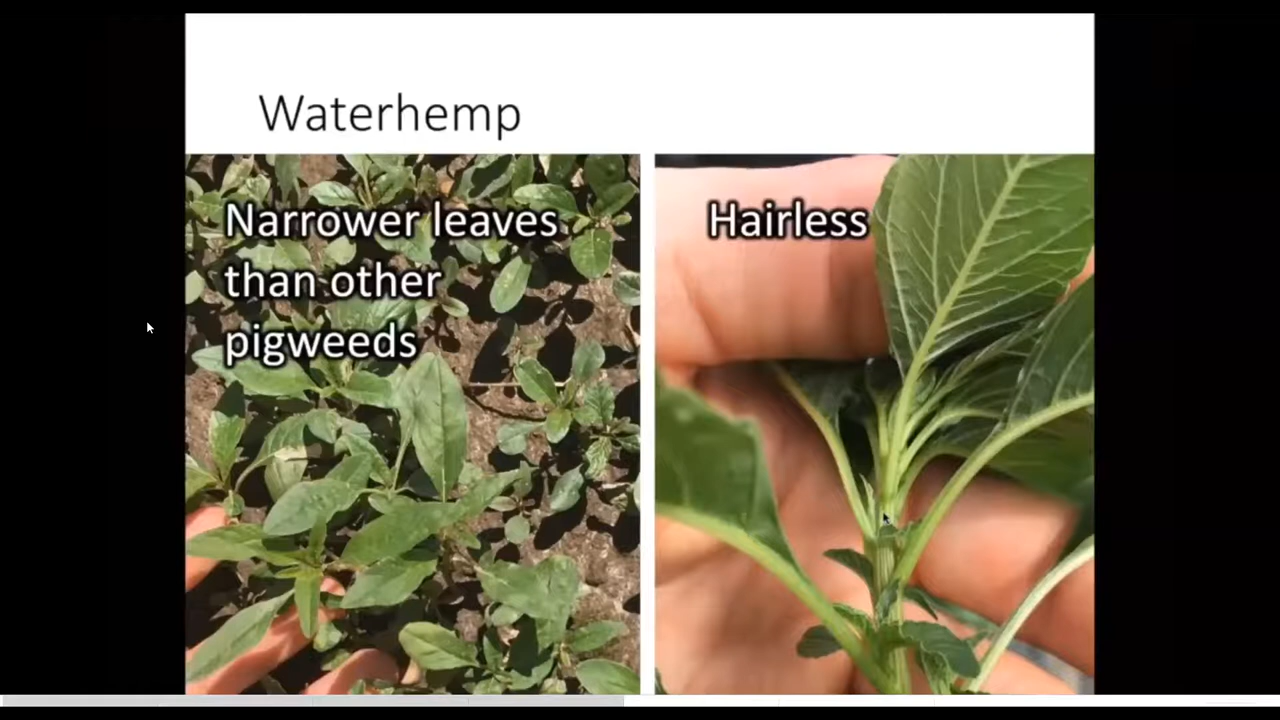 Waterhemp
Narrower leaves
than other
pigweeds
Hairless